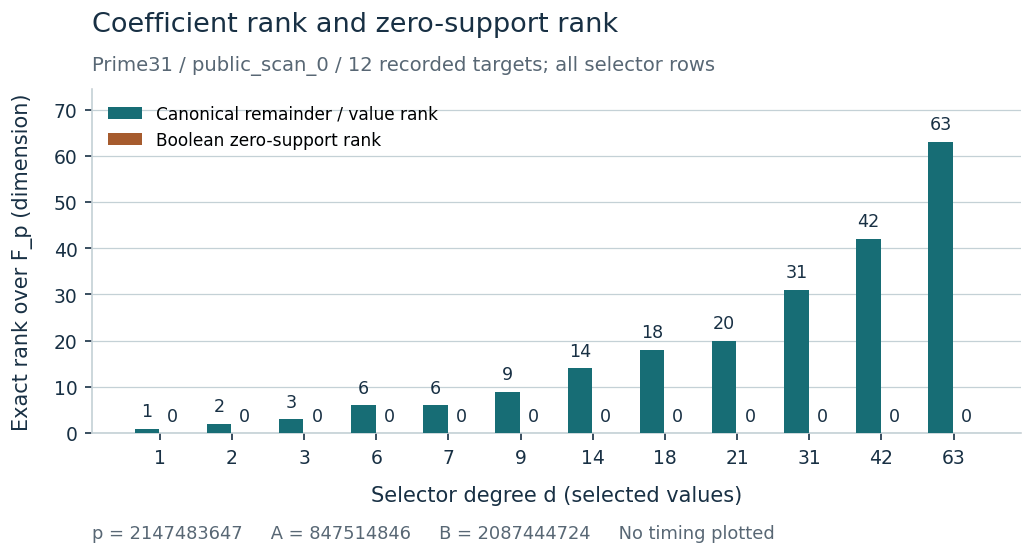 Coefficient rank and zero-support rank
Prime31 / public_scan_0 / 12 recorded targets; all selector rows
Exact rank over F_p (dimension)
70
60
50
40
30
20
10
0
Canonical remainder / value rank
Boolean zero-support rank
1 0 2 0 3 0 6 0 6 0 9 0 14 0 18 0 20 0 31 0 42 0 63 0
1 2 3 6 7 9 14 18 21 31 42 63
Selector degree d (selected values)
p = 2147483647 A = 847514846 B = 2087444724 No timing plotted